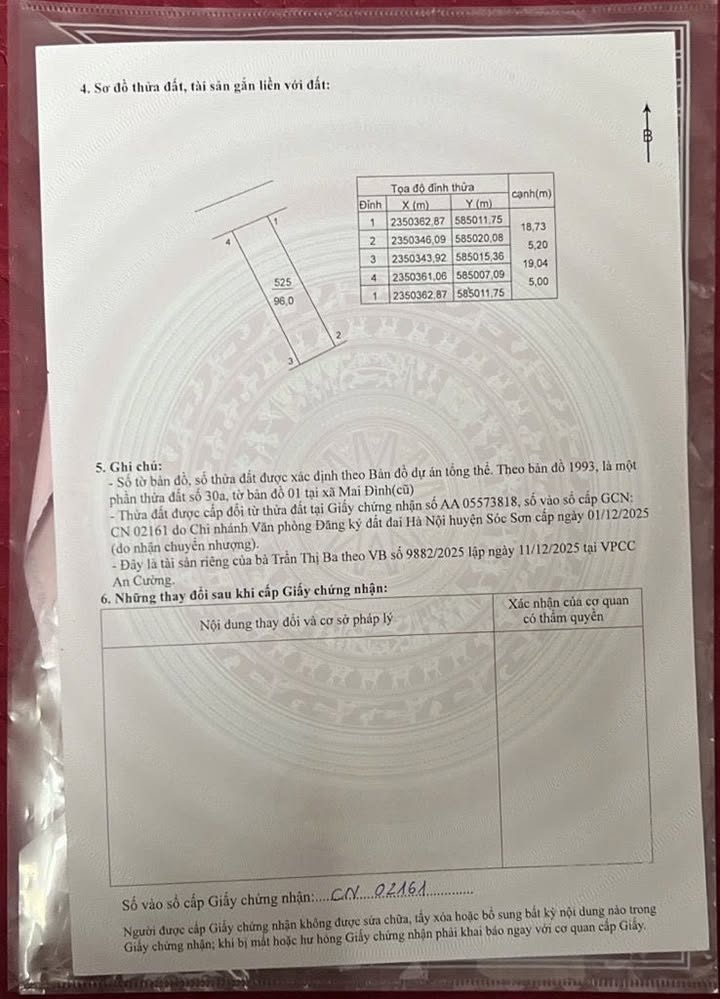 4. Sơ đồ thửa đất, tài sản gắn liền với đất:
B
Tọa độ đỉnh thửa cạnh(m)
Đỉnh X (m) Y (m)
1 2350362,87 585011,75
18,73
2 2350346,09 585020,08
5,20
3 2350343,92 585015,36
19,04
4 2350361,06 585007,09
5,00
1 2350362,87 585011,75
1
4
525
96,0
2
3
5. Ghi chú:
- Số tờ bản đồ, số thửa đất được xác định theo Bản đồ dự án tổng thể. Theo bản đồ 1993, là một
phần thửa đất số 30a, tờ bản đồ 01 tại xã Mai Đình(cũ)
- Thửa đất được cấp đổi từ thửa đất tại Giấy chứng nhận số AA 05573818, số vào sổ cấp GCN:
CN 02161 do Chi nhánh Văn phòng Đăng ký đất đai Hà Nội huyện Sóc Sơn cấp ngày 01/12/2025
(do nhận chuyển nhượng).
- Đây là tài sản riêng của bà Trần Thị Ba theo VB số 9882/2025 lập ngày 11/12/2025 tại VPCC
An Cường.
6. Những thay đổi sau khi cấp Giấy chứng nhận:
Nội dung thay đổi và cơ sở pháp lý
Xác nhận của cơ quan
có thẩm quyền
Số vào sổ cấp Giấy chứng nhận:....CN....02161............
Người được cấp Giấy chứng nhận không được sửa chữa, tẩy xóa hoặc bổ sung bất kỳ nội dung nào trong
Giấy chứng nhận; khi bị mất hoặc hư hỏng Giấy chứng nhận phải khai báo ngay với cơ quan cấp Giấy.